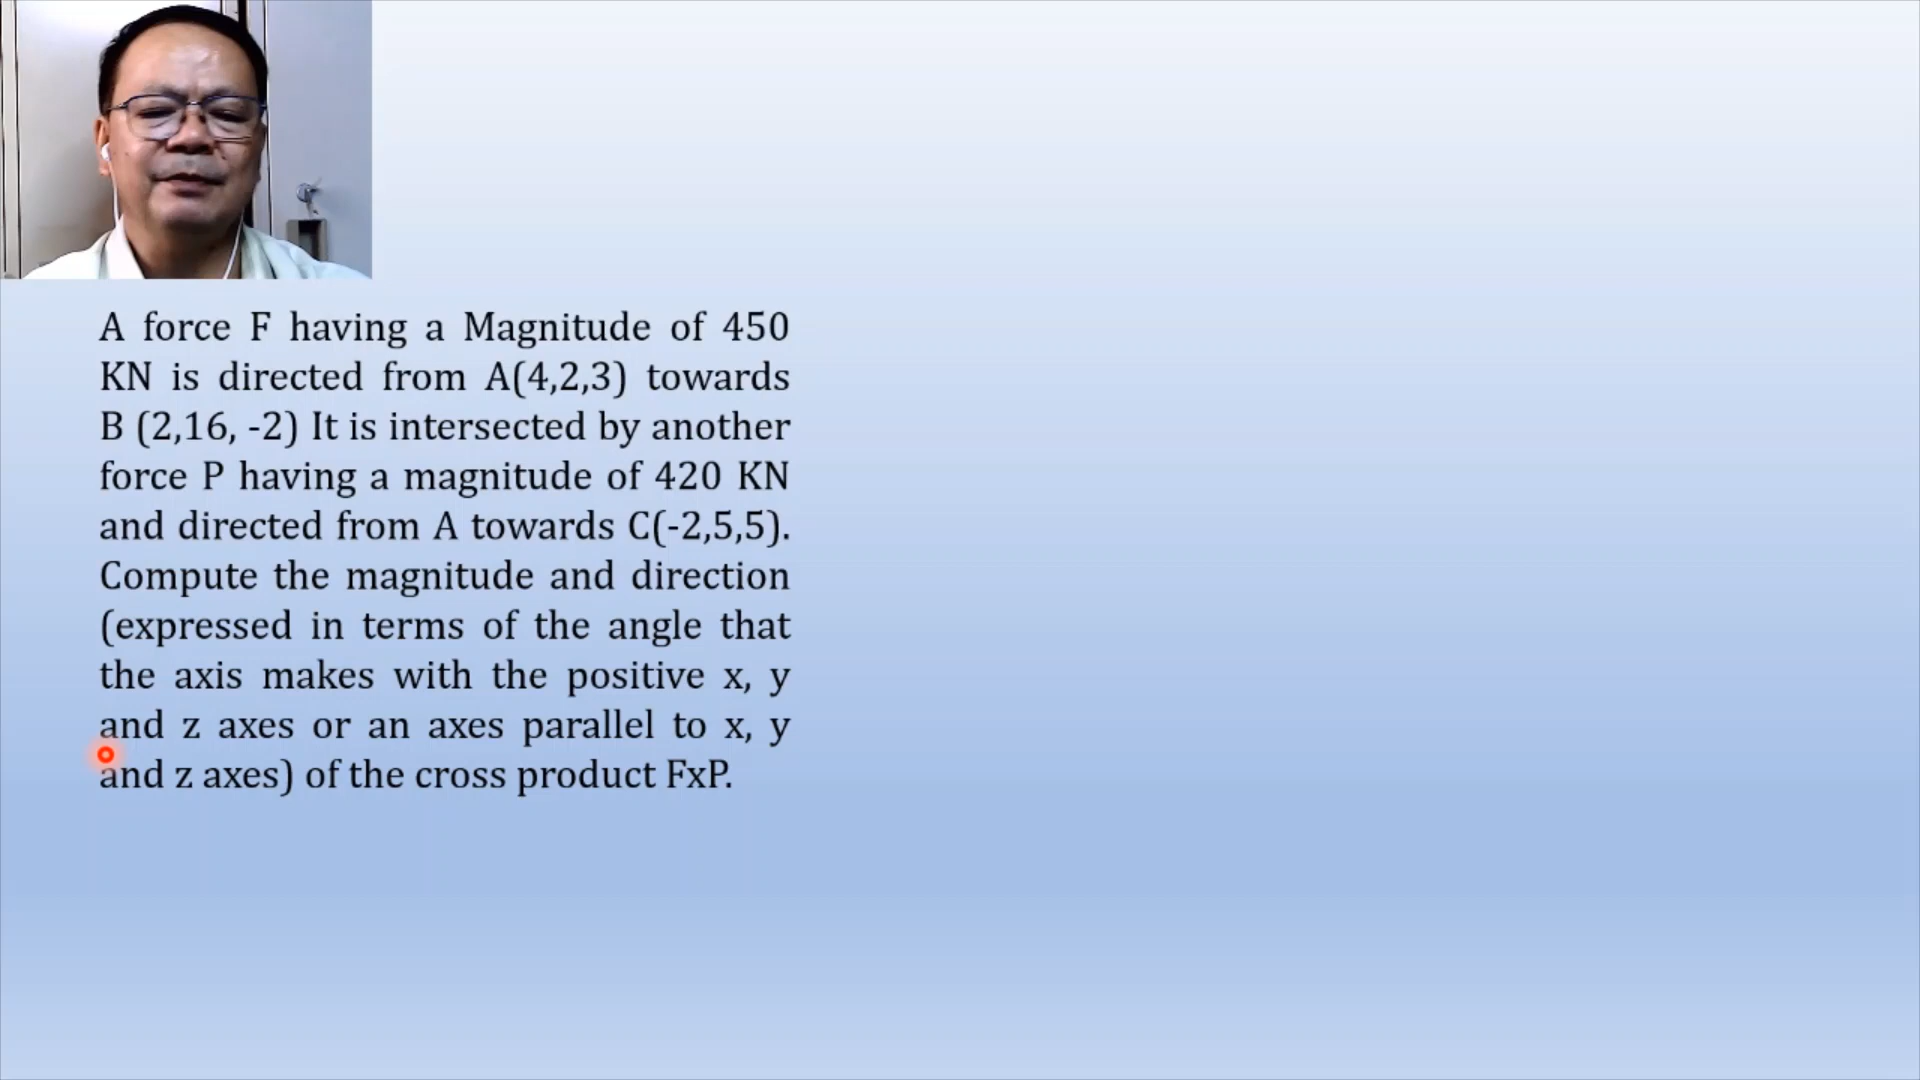 A force F having a Magnitude of 450
KN is directed from A(4,2,3) towards
B (2,16, -2) It is intersected by another
force P having a magnitude of 420 KN
and directed from A towards C(-2,5,5).
Compute the magnitude and direction
(expressed in terms of the angle that
the axis makes with the positive x, y
and z axes or an axes parallel to x, y
and z axes) of the cross product FxP.